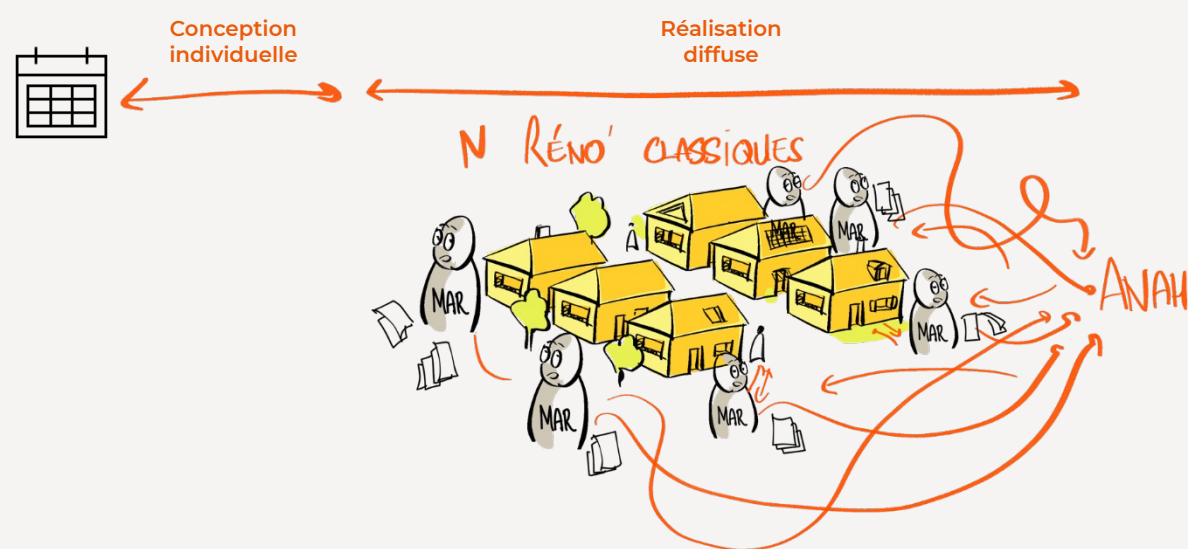 Conception
individuelle
Réalisation
diffuse
N RÉNO' CLASSIQUES
MAR
MAR
MAR
ANAH
MAR
MAR
MAR